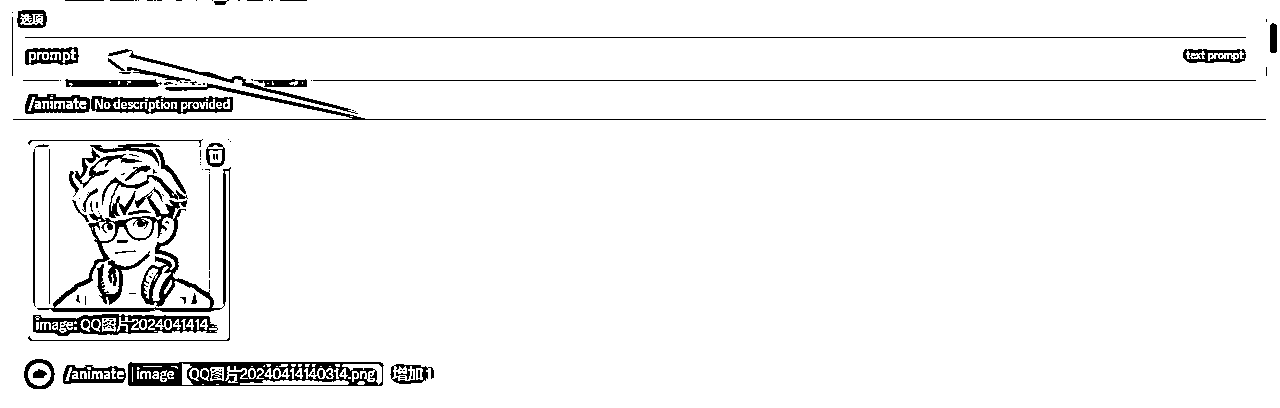 选项
prompt text prompt
/animate No description provided
image: QQ图片2024041414...
/animate image QQ图片20240414140314.png 增加 1